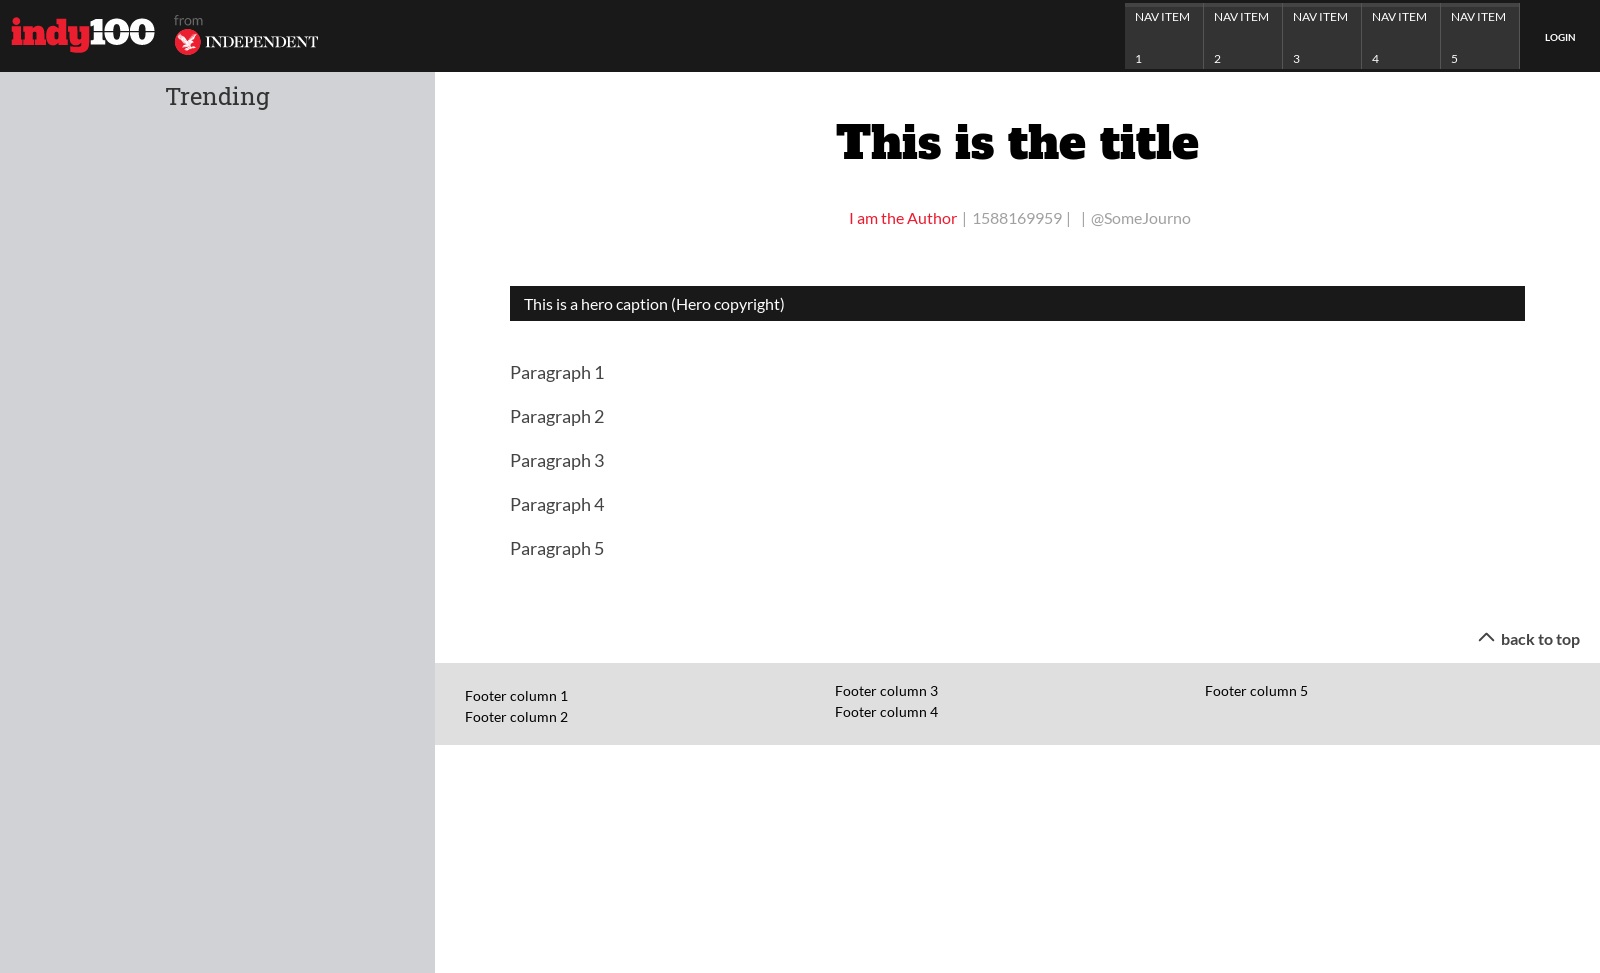 indy100 from INDEPENDENT
NAV ITEM 1 NAV ITEM 2 NAV ITEM 3 NAV ITEM 4 NAV ITEM 5 LOGIN
Trending
This is the title
I am the Author | 1588169959 | | @SomeJourno
This is a hero caption (Hero copyright)
Paragraph 1
Paragraph 2
Paragraph 3
Paragraph 4
Paragraph 5
back to top
Footer column 1
Footer column 2
Footer column 3
Footer column 4
Footer column 5